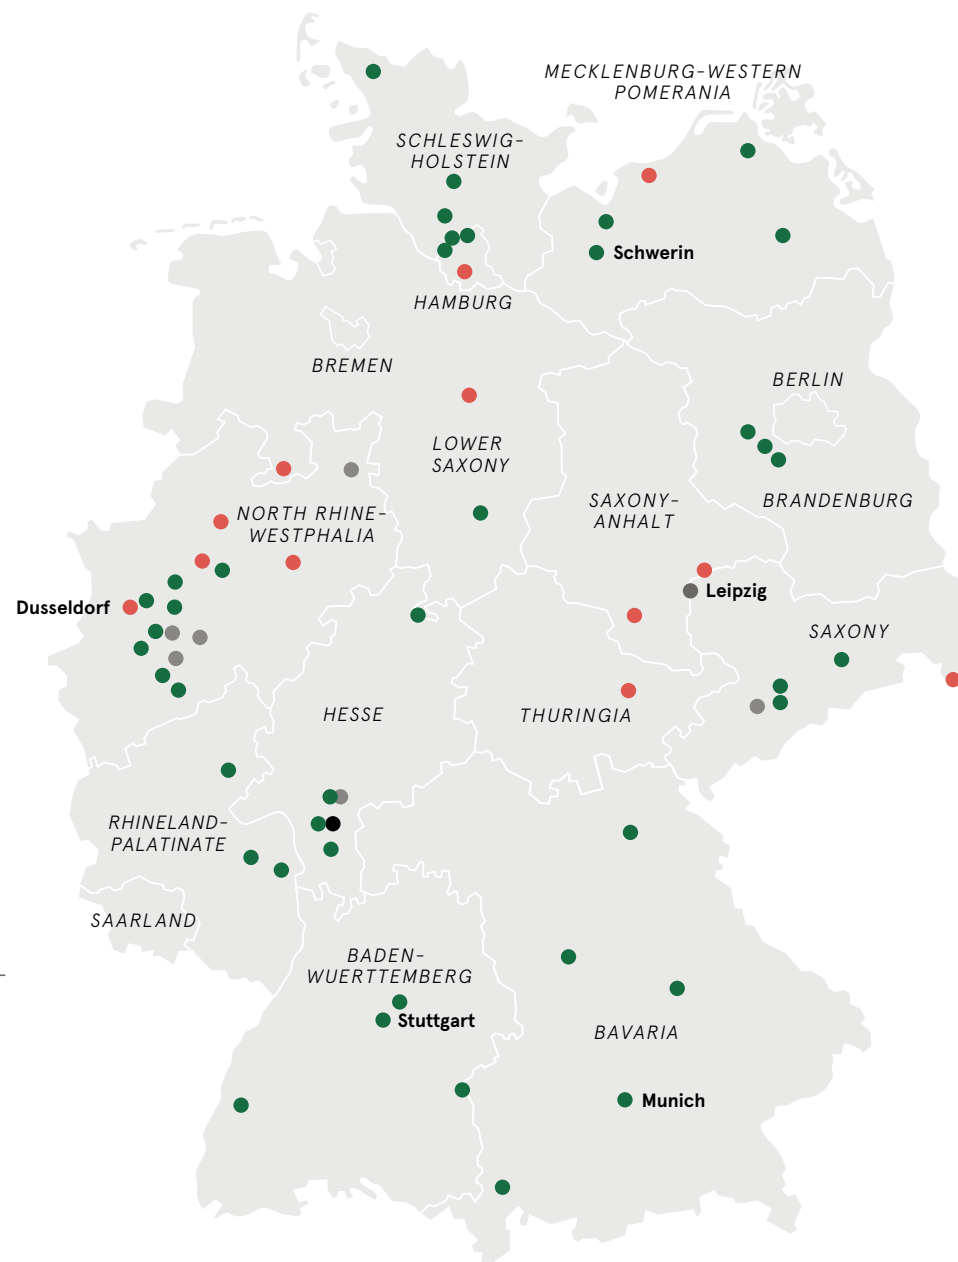 MECKLENBURG-WESTERN
POMERANIA
SCHLESWIG-
HOLSTEIN
Schwerin
HAMBURG
BREMEN
BERLIN
LOWER
SAXONY
SAXONY-
ANHALT
BRANDENBURG
NORTH RHINE-
WESTPHALIA
Dusseldorf
Leipzig
SAXONY
HESSE
THURINGIA
RHINELAND-
PALATINATE
SAARLAND
BADEN-
WUERTTEMBERG
Stuttgart
BAVARIA
Munich